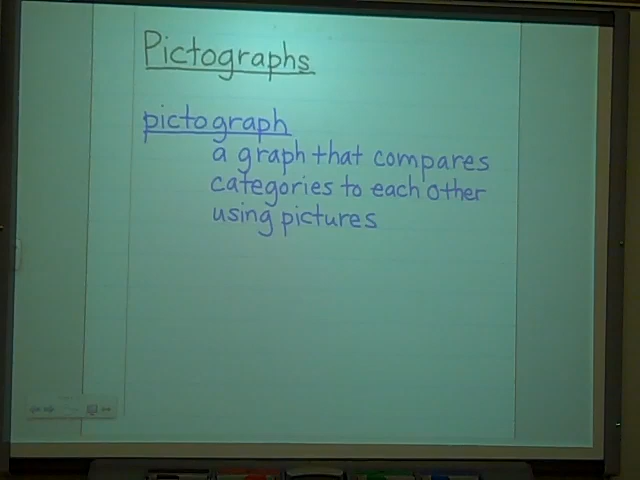 Pictographs
pictograph
a graph that compares
categories to each other
using pictures